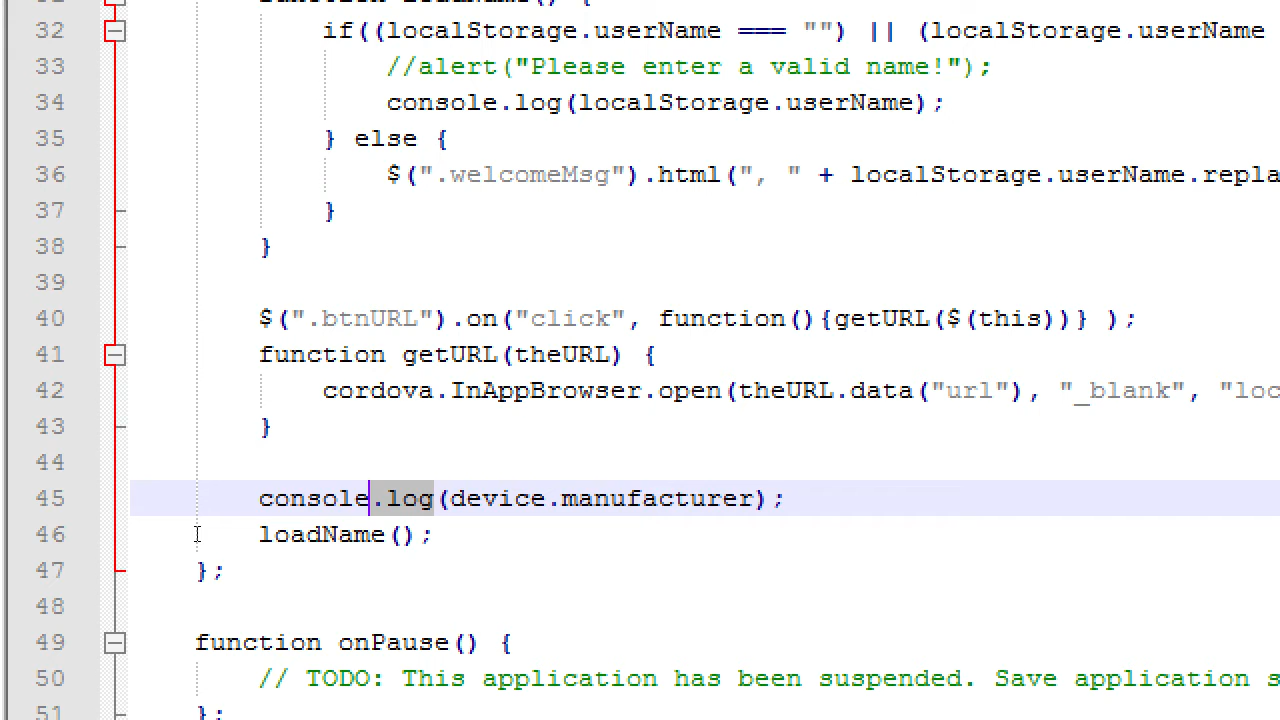 function loadName() {
32 if((localStorage.userName === "") || (localStorage.userName
33 //alert("Please enter a valid name!");
34 console.log(localStorage.userName);
35 } else {
36 $(".welcomeMsg").html(", " + localStorage.userName.repla
37 }
38 }
39
40 $(".btnURL").on("click", function(){getURL($(this))} );
41 function getURL(theURL) {
42 cordova.InAppBrowser.open(theURL.data("url"), "_blank", "loc
43 }
44
45 console.log(device.manufacturer);
46 loadName();
47 };
48
49 function onPause() {
50 // TODO: This application has been suspended. Save application s
51 };